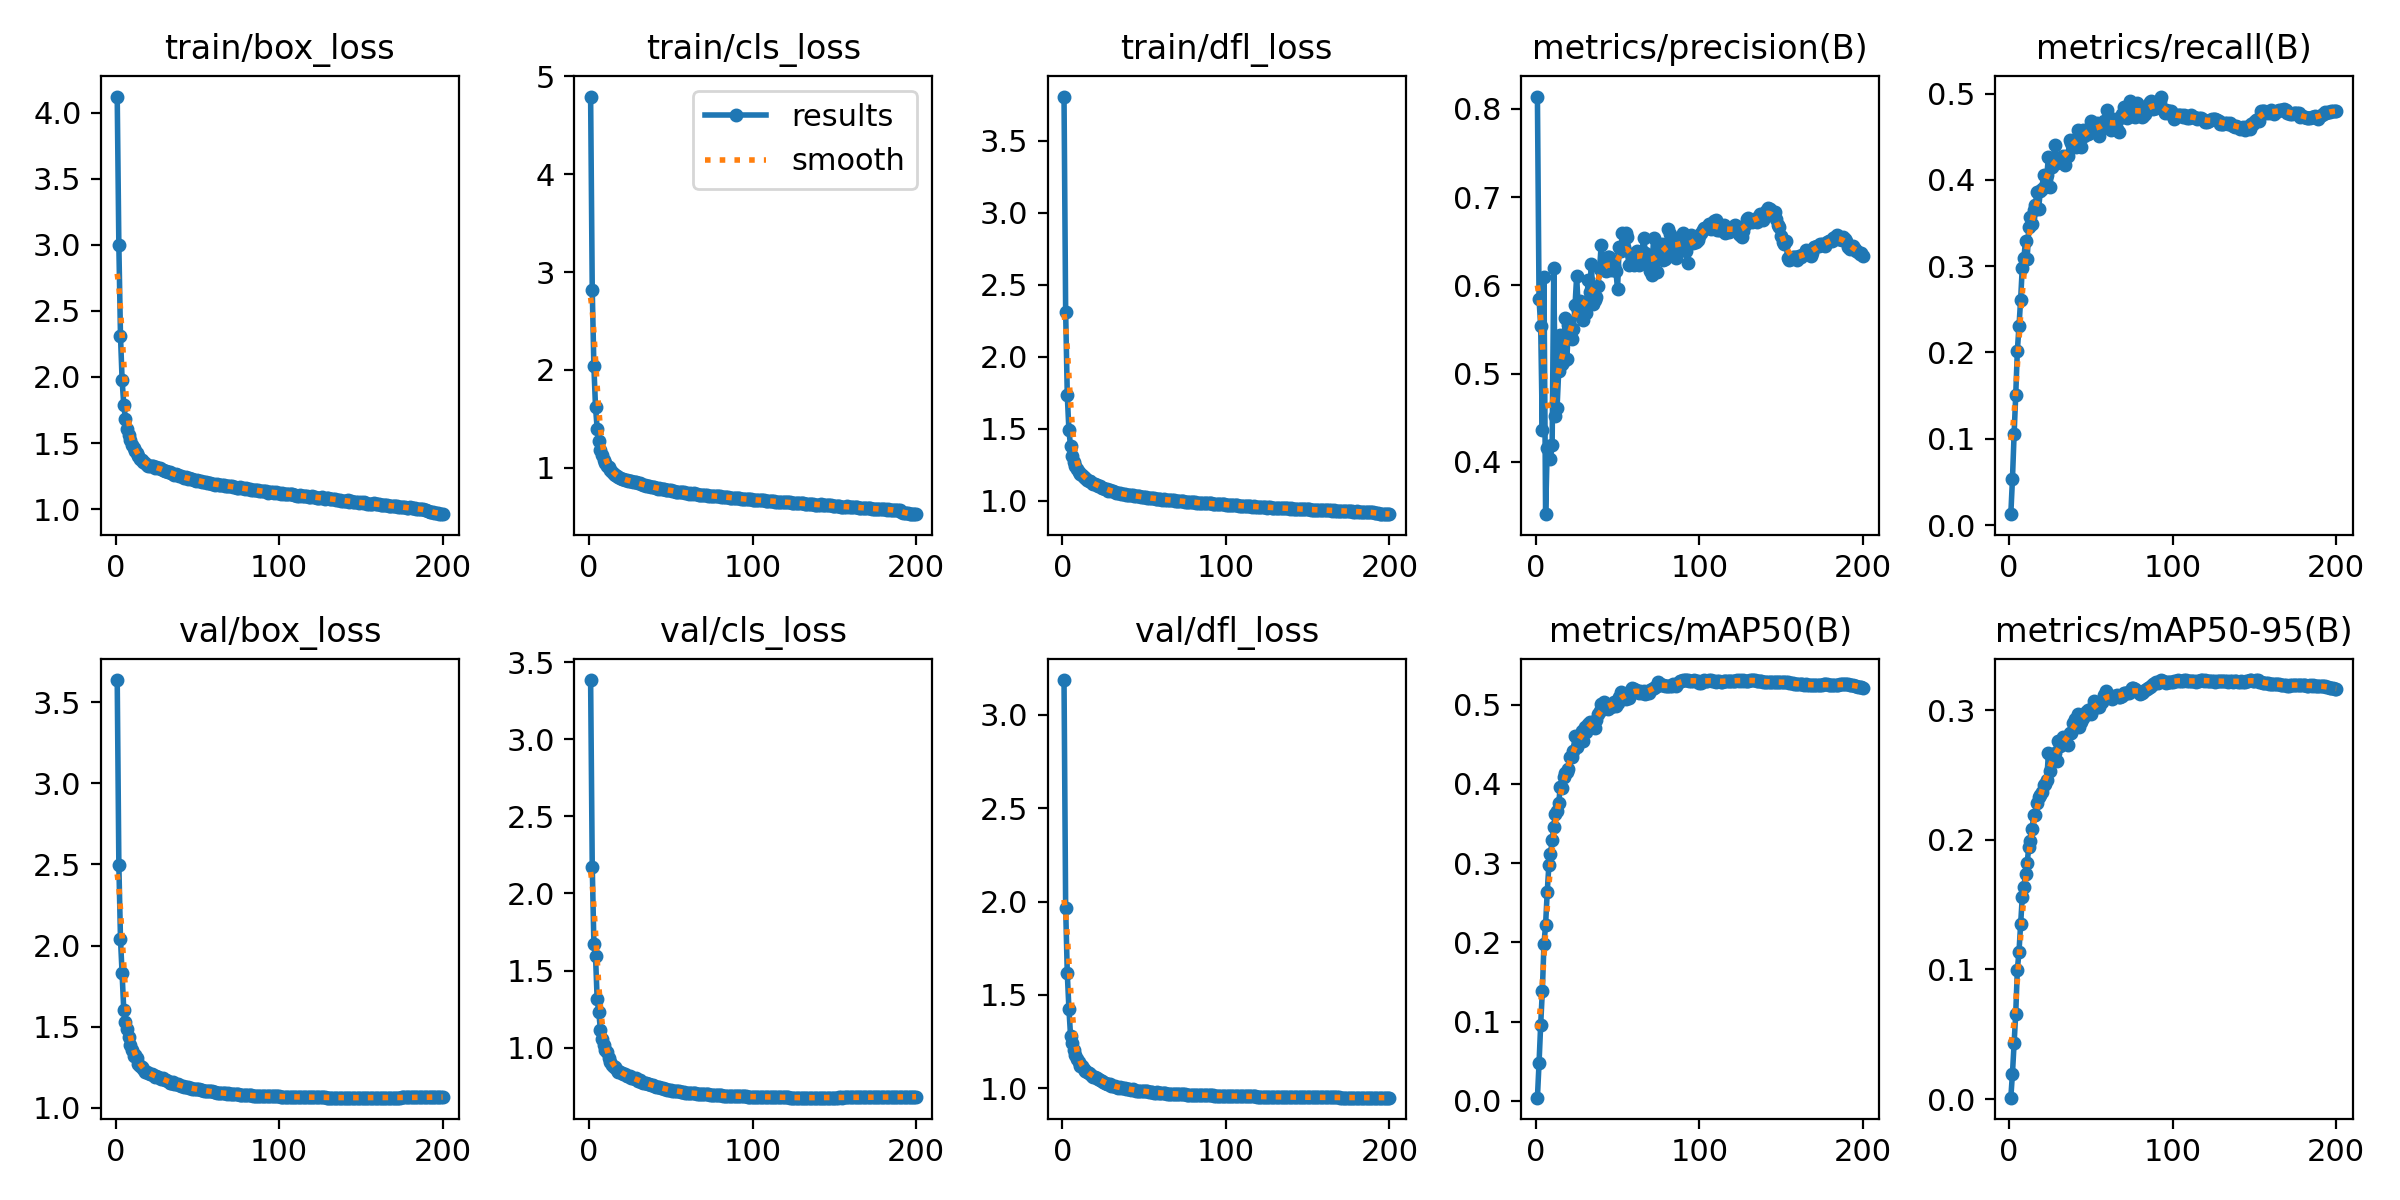 train/box_loss
4.0
3.5
3.0
2.5
2.0
1.5
1.0
0 100 200
train/cls_loss
results
smooth
5
4
3
2
1
0 100 200
train/dfl_loss
3.5
3.0
2.5
2.0
1.5
1.0
0 100 200
metrics/precision(B)
0.8
0.7
0.6
0.5
0.4
0 100 200
metrics/recall(B)
0.5
0.4
0.3
0.2
0.1
0.0
0 100 200
val/box_loss
3.5
3.0
2.5
2.0
1.5
1.0
0 100 200
val/cls_loss
3.5
3.0
2.5
2.0
1.5
1.0
0 100 200
val/dfl_loss
3.0
2.5
2.0
1.5
1.0
0 100 200
metrics/mAP50(B)
0.5
0.4
0.3
0.2
0.1
0.0
0 100 200
metrics/mAP50-95(B)
0.3
0.2
0.1
0.0
0 100 200